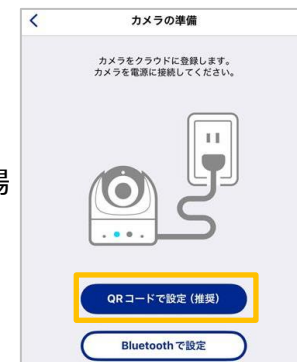 カメラの準備
カメラをクラウドに登録します。
カメラを電源に接続してください。
場
QRコードで設定（推奨）
Bluetoothで設定